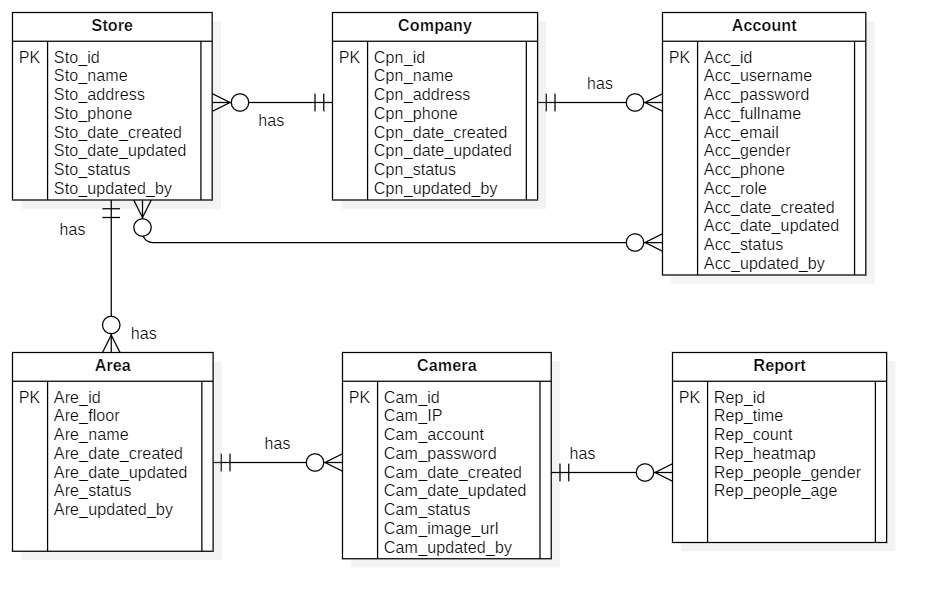 Store
PK
Sto_id
Sto_name
Sto_address
Sto_phone
Sto_date_created
Sto_date_updated
Sto_status
Sto_updated_by
has
Company
PK
Cpn_id
Cpn_name
Cpn_address
Cpn_phone
Cpn_date_created
Cpn_date_updated
Cpn_status
Cpn_updated_by
has
Account
PK
Acc_id
Acc_username
Acc_password
Acc_fullname
Acc_email
Acc_gender
Acc_phone
Acc_role
Acc_date_created
Acc_date_updated
Acc_status
Acc_updated_by
has
has
Area
PK
Are_id
Are_floor
Are_name
Are_date_created
Are_date_updated
Are_status
Are_updated_by
has
Camera
PK
Cam_id
Cam_IP
Cam_account
Cam_password
Cam_date_created
Cam_date_updated
Cam_status
Cam_image_url
Cam_updated_by
has
Report
PK
Rep_id
Rep_time
Rep_count
Rep_heatmap
Rep_people_gender
Rep_people_age